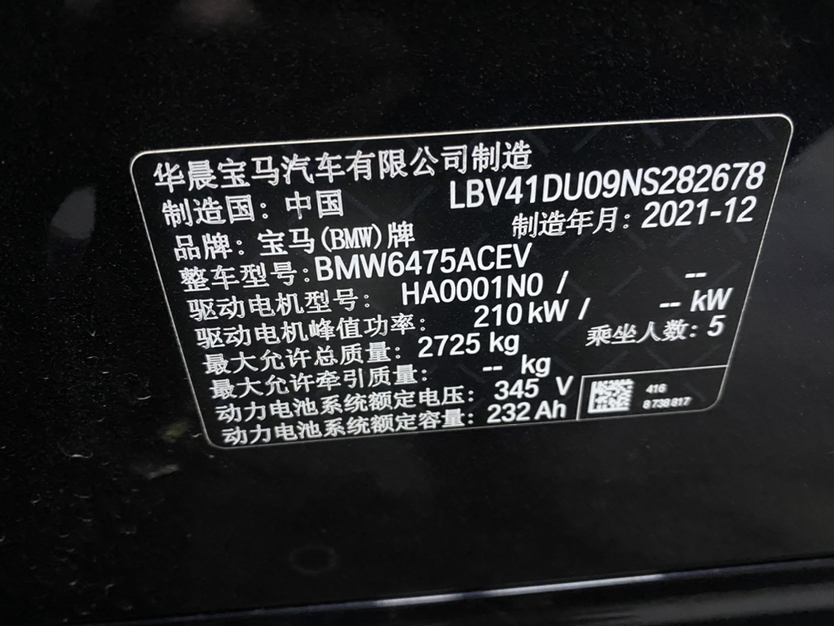 华晨宝马汽车有限公司制造
制造国：中国 LBV41DU09NS282678
品牌：宝马(BMW)牌 制造年月：2021-12
整车型号:BMW6475ACEV
驱动电机型号： HA0001N0 / --
驱动电机峰值功率： 210 kW / -- kW
最大允许总质量：2725 kg 乘坐人数：5
最大允许牵引质量： -- kg
动力电池系统额定电压：345 V
动力电池系统额定容量：232 Ah
416
8 738 817